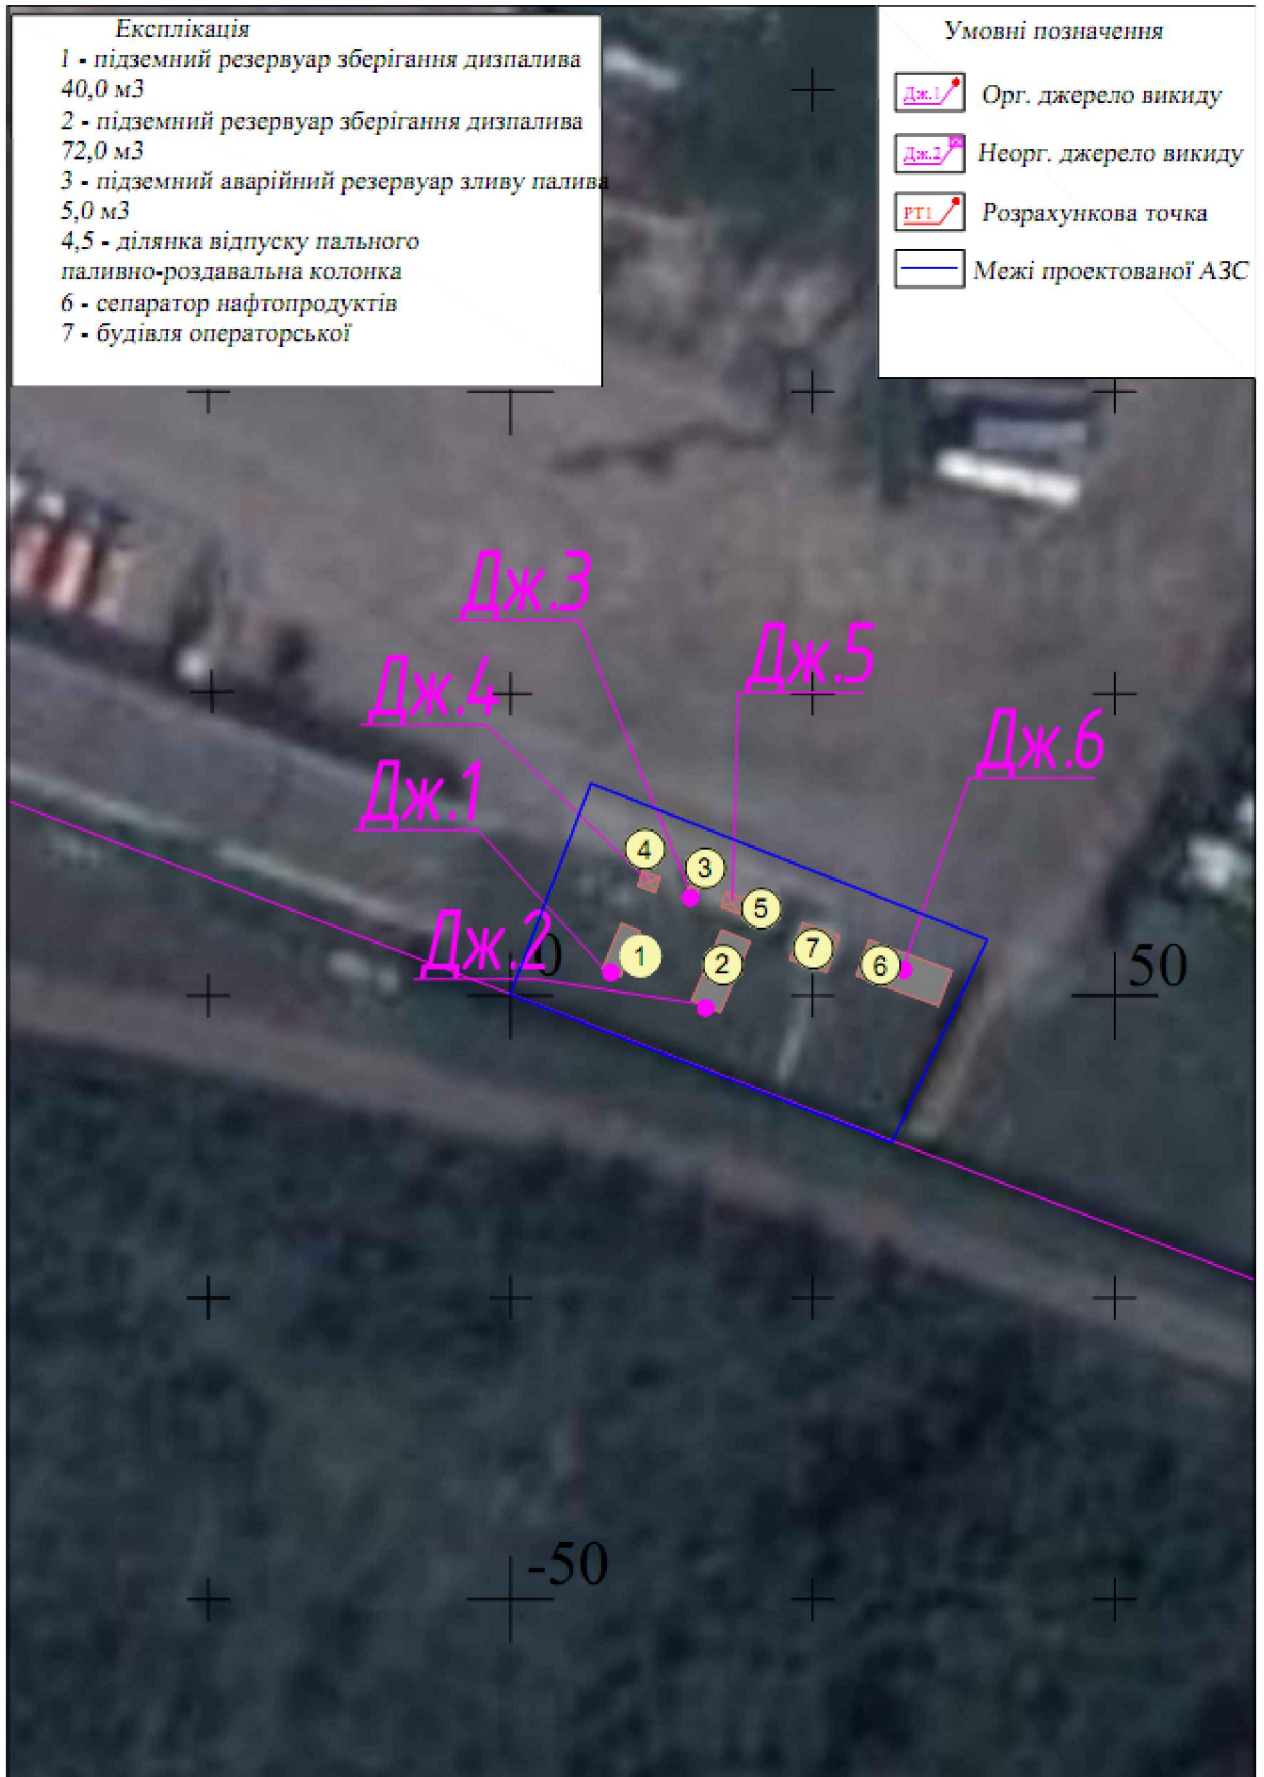 Експлікація
1 - підземний резервуар зберігання дизпалива
40,0 м3
2 - підземний резервуар зберігання дизпалива
72,0 м3
3 - підземний аварійний резервуар зливу палива
5,0 м3
4,5 - ділянка відпуску пального
паливно-роздавальна колонка
6 - сепаратор нафтопродуктів
7 - будівля операторської
Умовні позначення
Дж.1 Орг. джерело викиду
Дж.2 Неорг. джерело викиду
РТ1 Розрахункова точка
Межі проектованої АЗС
Дж.3
Дж.5
Дж.4
Дж.6
Дж.1
4
3
5
Дж.2
0
1
2
7
6
50
-50